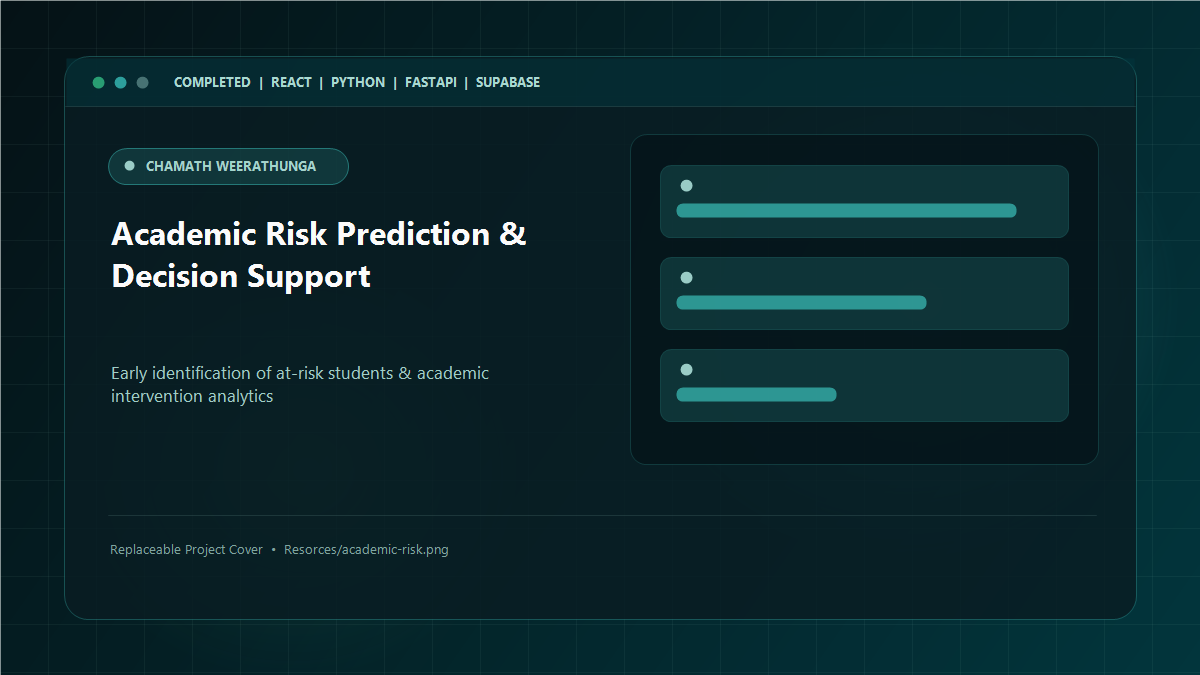 COMPLETED | REACT | PYTHON | FASTAPI | SUPABASE
CHAMATH WEERATHUNGA
Academic Risk Prediction &
Decision Support
Early identification of at-risk students & academic
intervention analytics
Replaceable Project Cover • Resorces/academic-risk.png